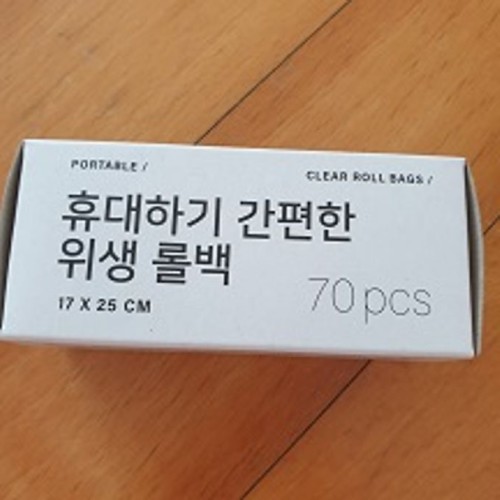 PORTABLE /
CLEAR ROLL BAGS /
휴대하기 간편한
위생 롤백
17 X 25 CM
70 pcs